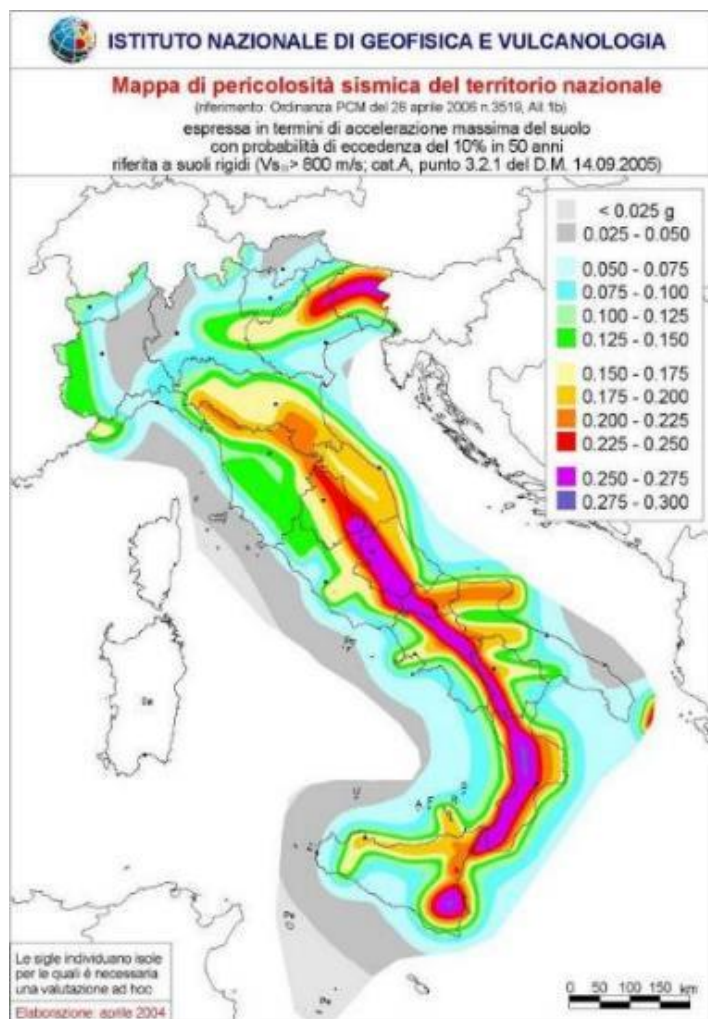 ISTITUTO NAZIONALE DI GEOFISICA E VULCANOLOGIA
Mappa di pericolosità sismica del territorio nazionale
(riferimento: Ordinanza PCM del 28 aprile 2006 n.3519, All.1b)
espressa in termini di accelerazione massima del suolo
con probabilità di eccedenza del 10% in 50 anni
riferita a suoli rigidi (Vs₃₀> 800 m/s; cat.A, punto 3.2.1 del D.M. 14.09.2005)
< 0.025 g
0.025 - 0.050
0.050 - 0.075
0.075 - 0.100
0.100 - 0.125
0.125 - 0.150
0.150 - 0.175
0.175 - 0.200
0.200 - 0.225
0.225 - 0.250
0.250 - 0.275
0.275 - 0.300
U
A
Z
Pe
Le sigle individuano isole
per le quali é necessaria
una valutazione ad hoc
Elaborazione: aprile 2004
0 50 100 150
km